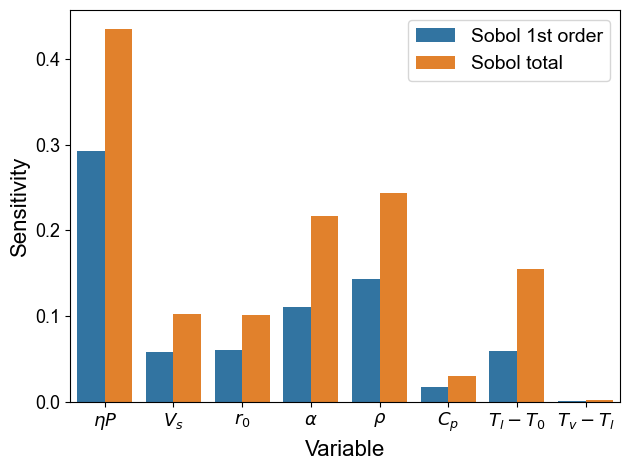 Sobol 1st order
Sobol total
Sensitivity
0.4
0.3
0.2
0.1
0.0
ηP
V_s
r_0
α
ρ
C_p
T_l − T_0
T_v − T_l
Variable